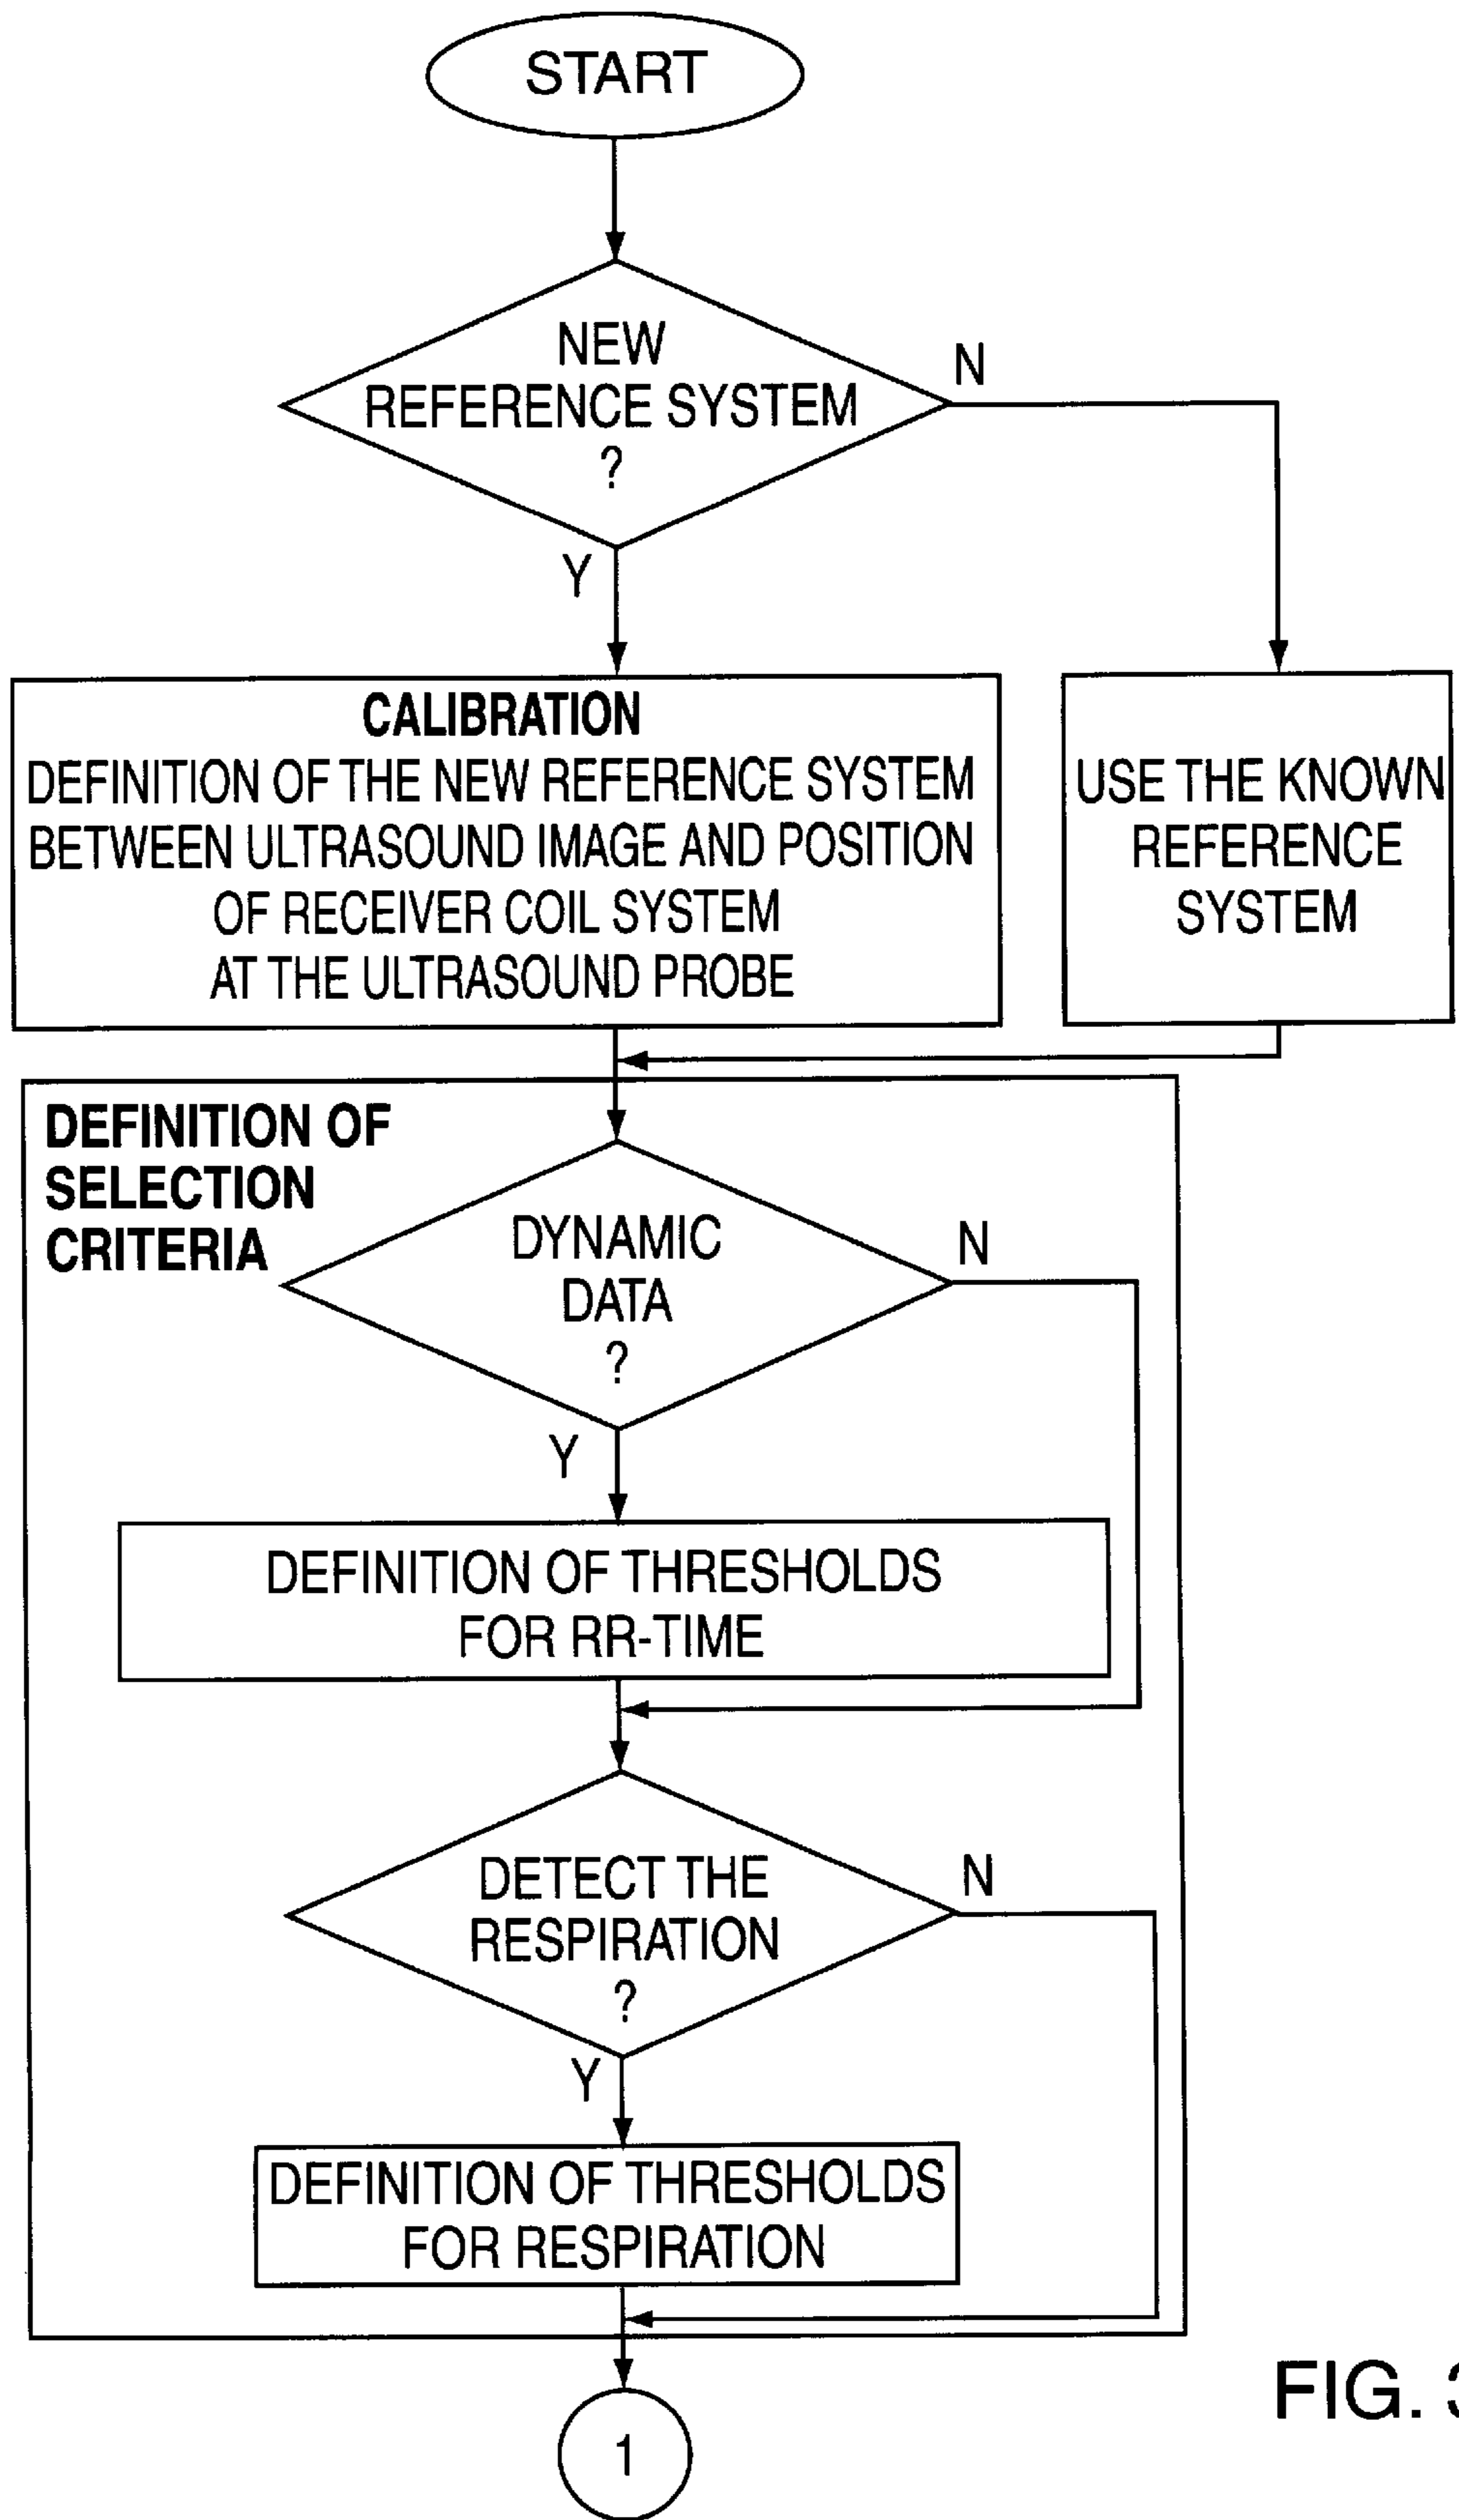 START
NEW
REFERENCE SYSTEM
?
N
Y
CALIBRATION
DEFINITION OF THE NEW REFERENCE SYSTEM
BETWEEN ULTRASOUND IMAGE AND POSITION
OF RECEIVER COIL SYSTEM
AT THE ULTRASOUND PROBE
USE THE KNOWN
REFERENCE
SYSTEM
DEFINITION OF
SELECTION
CRITERIA
DYNAMIC
DATA
?
N
Y
DEFINITION OF THRESHOLDS
FOR RR-TIME
DETECT THE
RESPIRATION
?
N
Y
DEFINITION OF THRESHOLDS
FOR RESPIRATION
1
FIG.